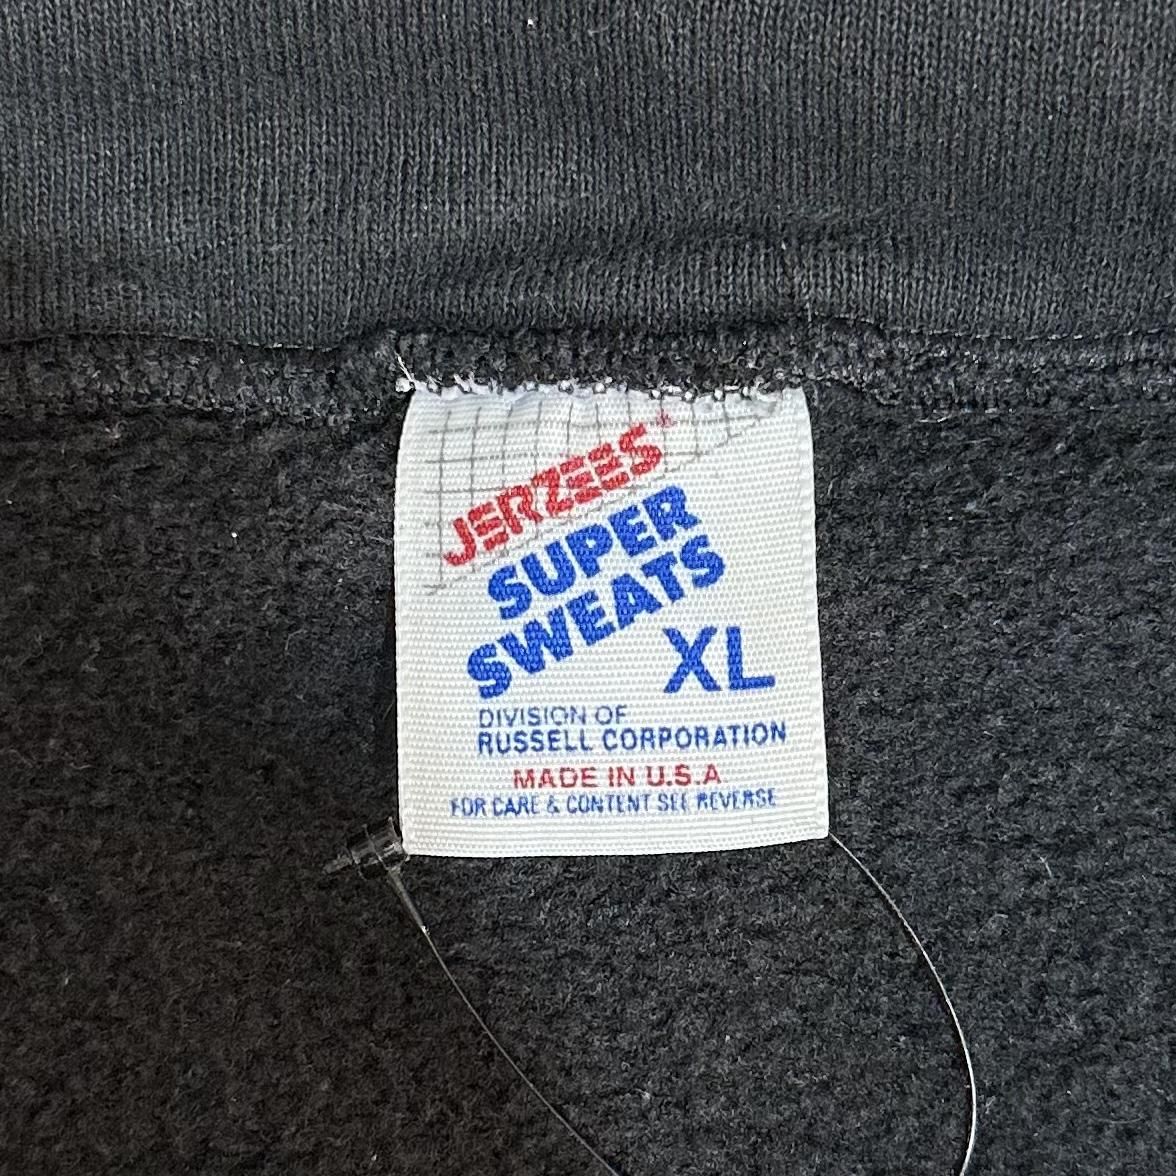 JERZEES
SUPER
SWEATS
XL
DIVISION OF
RUSSELL CORPORATION
MADE IN U.S.A
FOR CARE & CONTENT SEE REVERSE